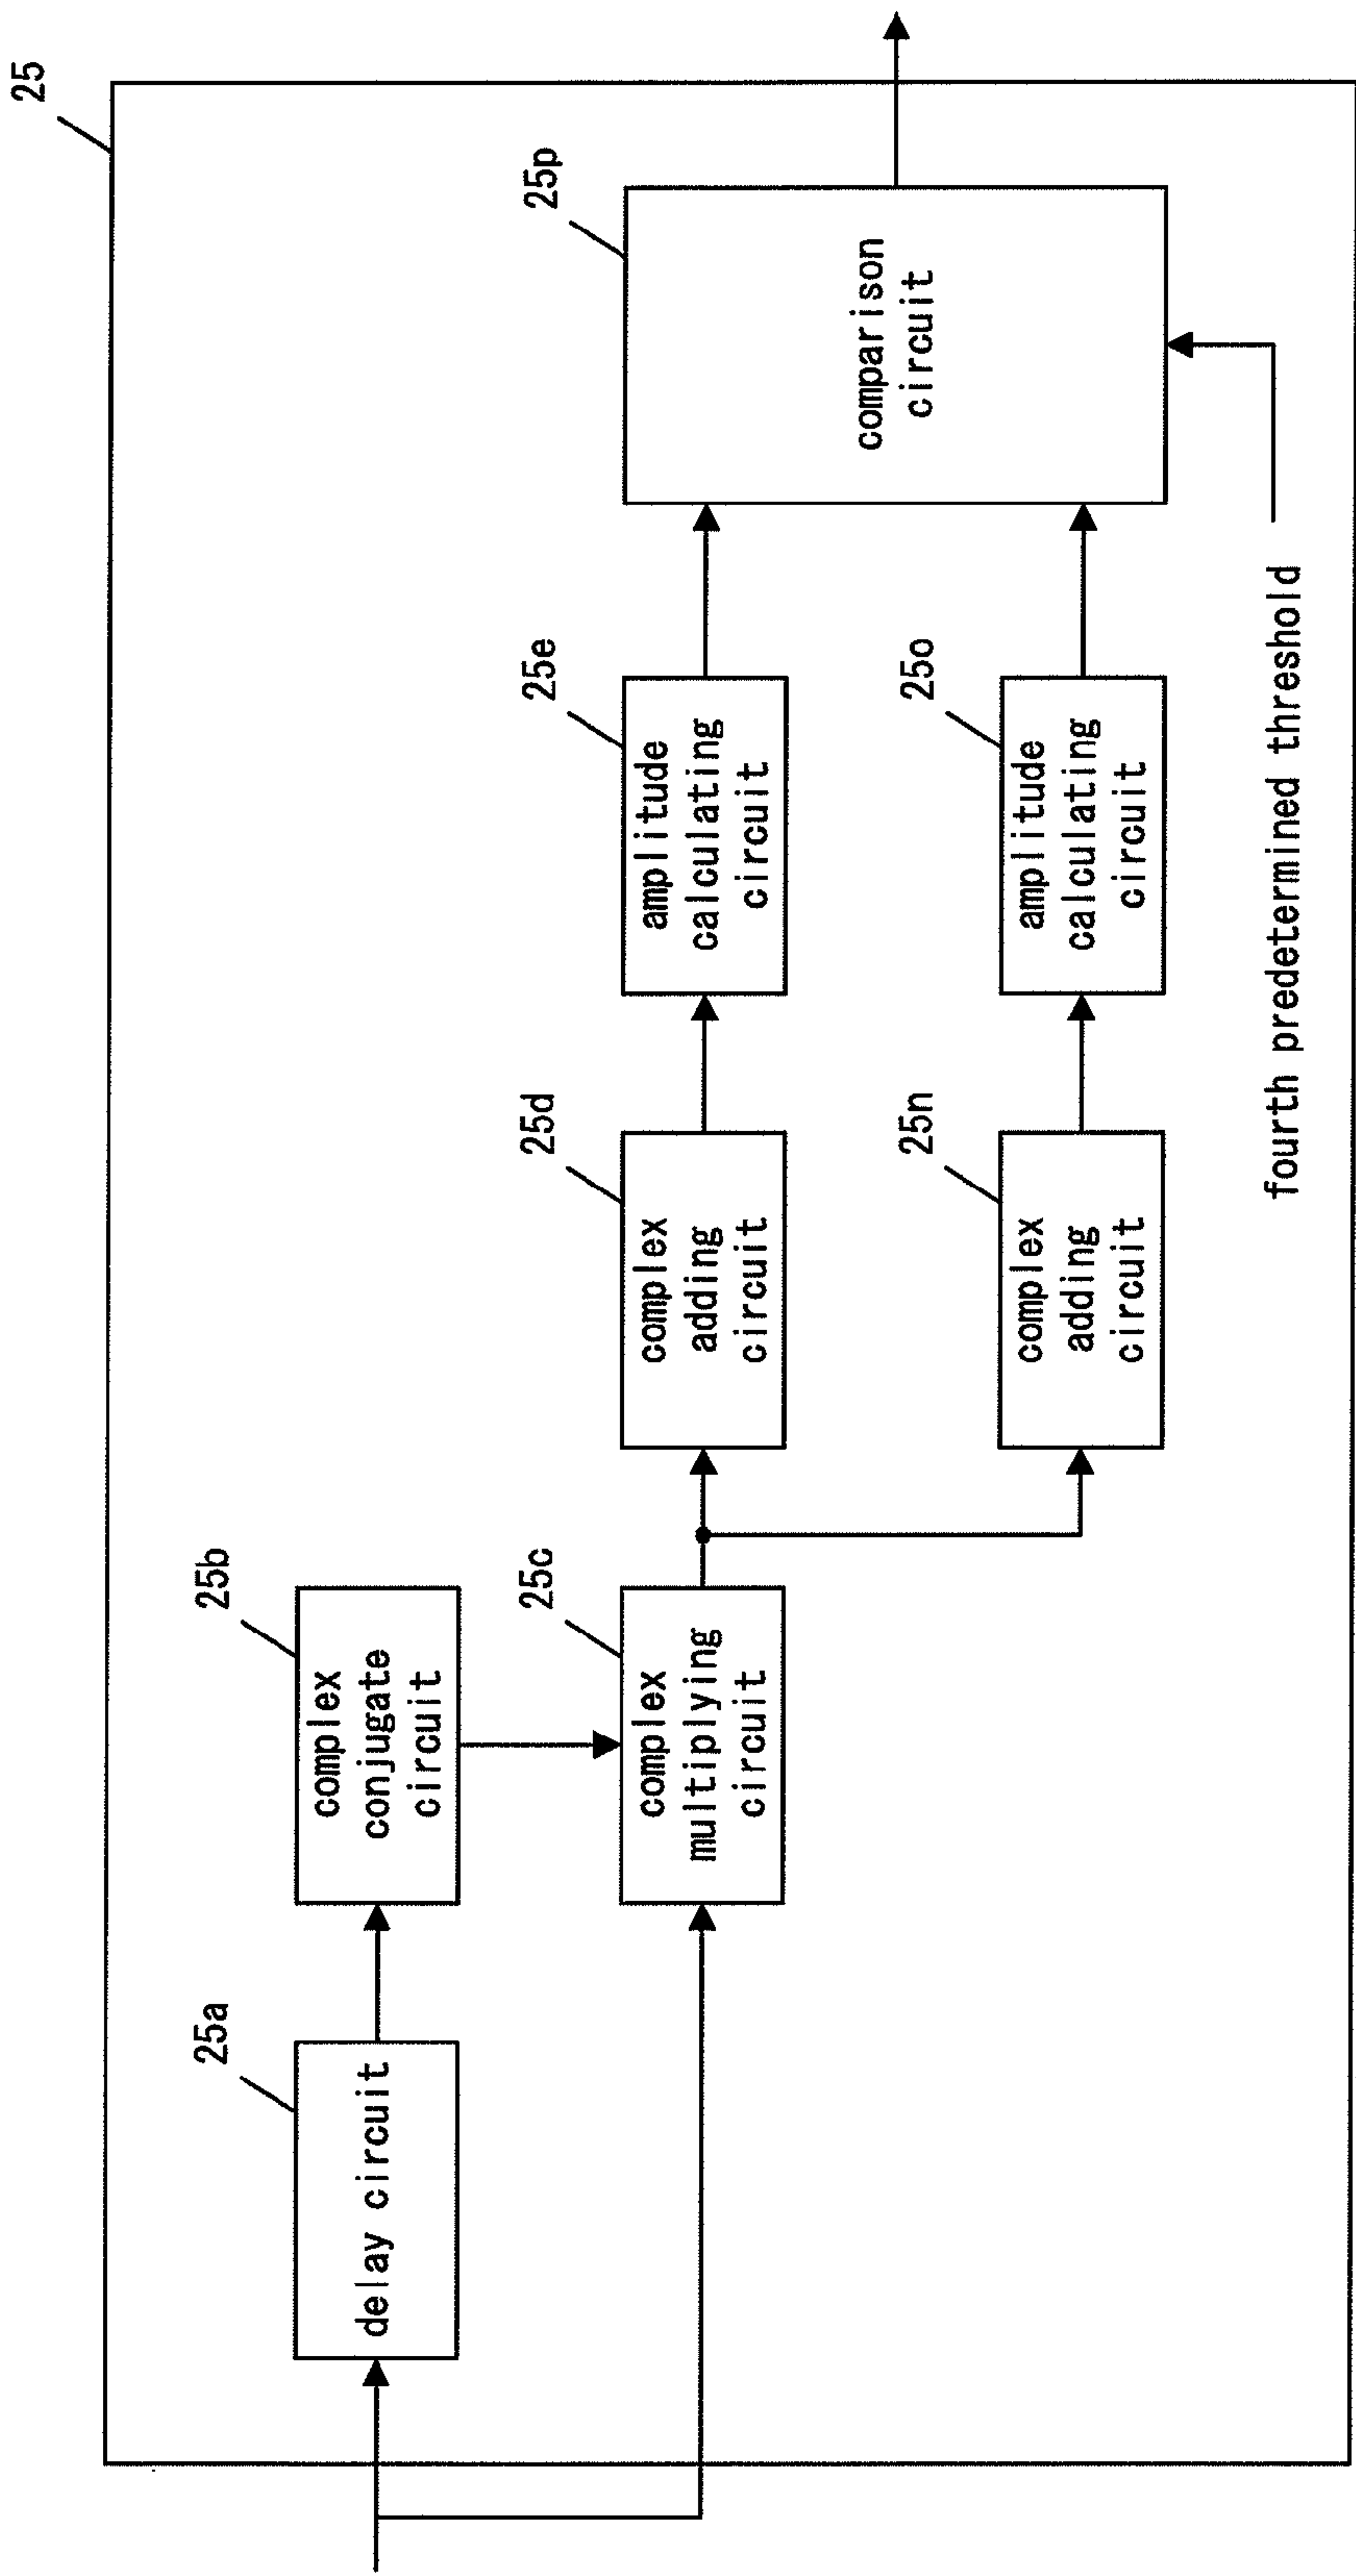 25
25a
delay circuit
25b
complex
conjugate
circuit
25c
complex
multiplying
circuit
25d
complex
adding
circuit
25e
amplitude
calculating
circuit
25n
complex
adding
circuit
25o
amplitude
calculating
circuit
25p
comparison
circuit
fourth predetermined threshold